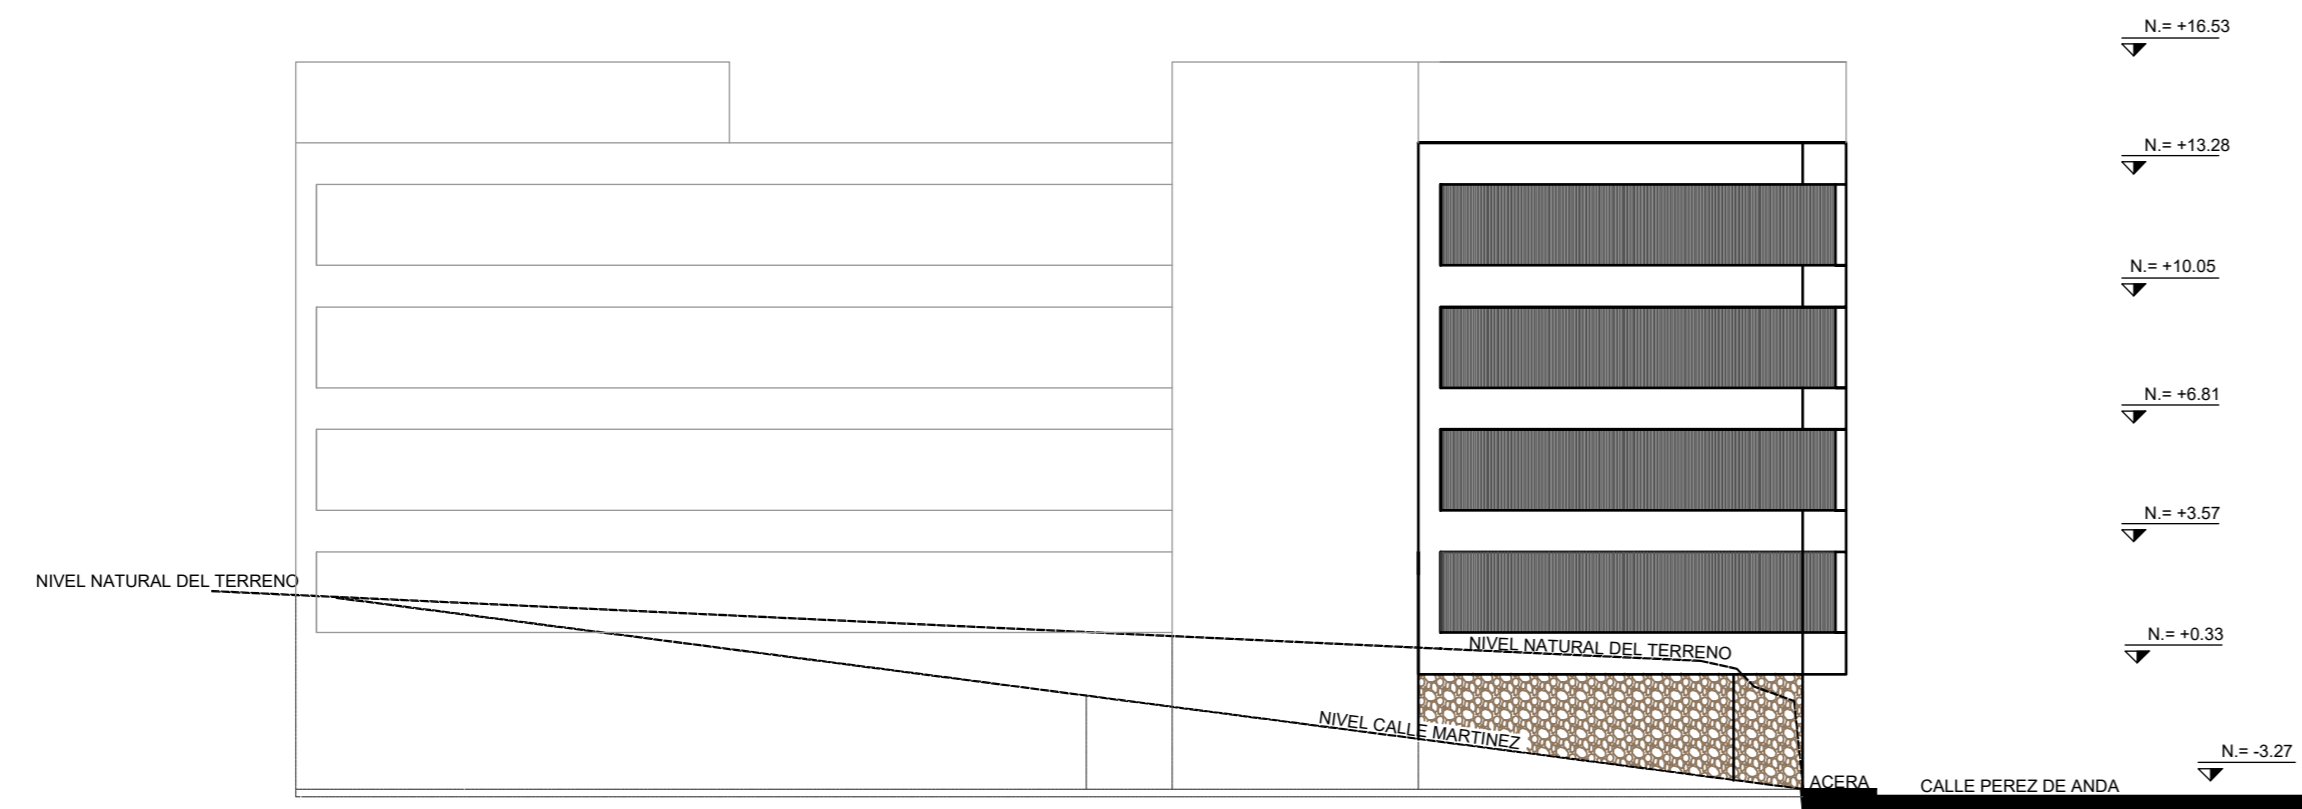 N.= +16.53
N.= +13.28
N.= +10.05
N.= +6.81
N.= +3.57
NIVEL NATURAL DEL TERRENO
N.= +0.33
NIVEL NATURAL DEL TERRENO
NIVEL CALLE MARTINEZ
N.= -3.27
ACERA
CALLE PEREZ DE ANDA